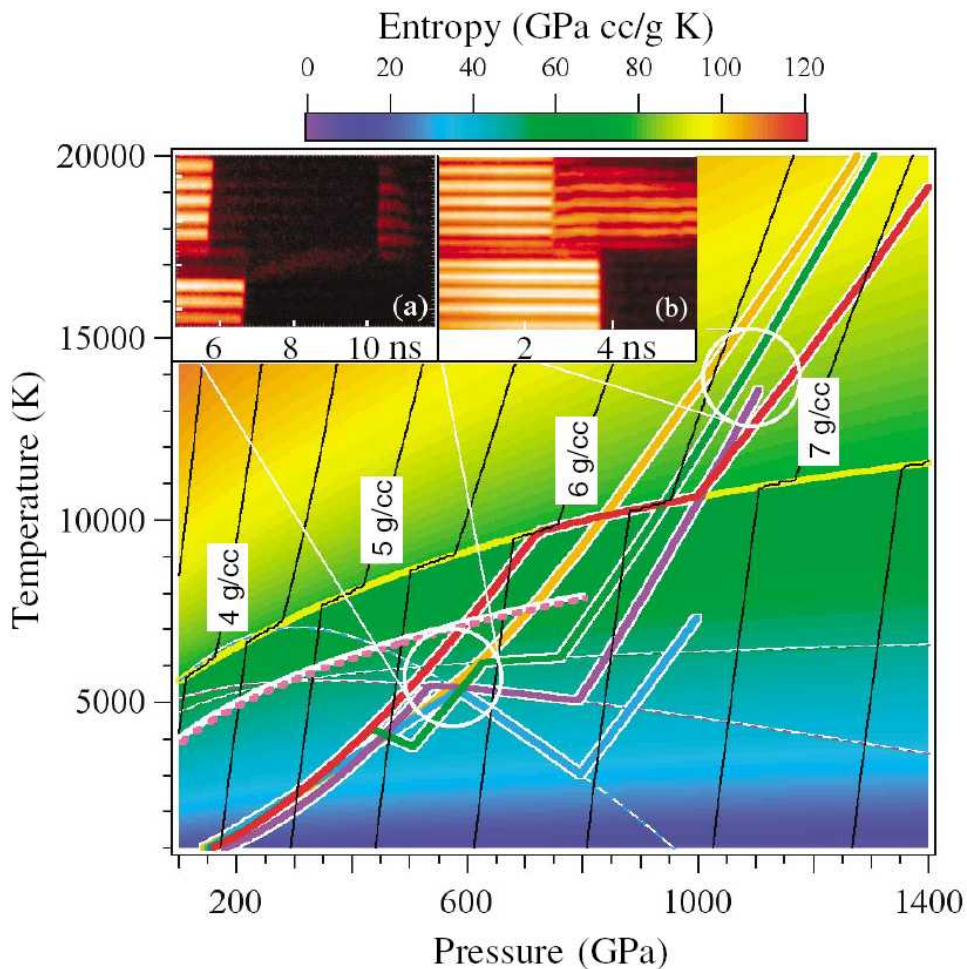 Entropy (GPa cc/g K)
0 20 40 60 80 100 120
20000
15000
10000
5000
Temperature (K)
(a)
(b)
6 8 10 ns
2 4 ns
4 g/cc
5 g/cc
6 g/cc
7 g/cc
200 600 1000 1400
Pressure (GPa)